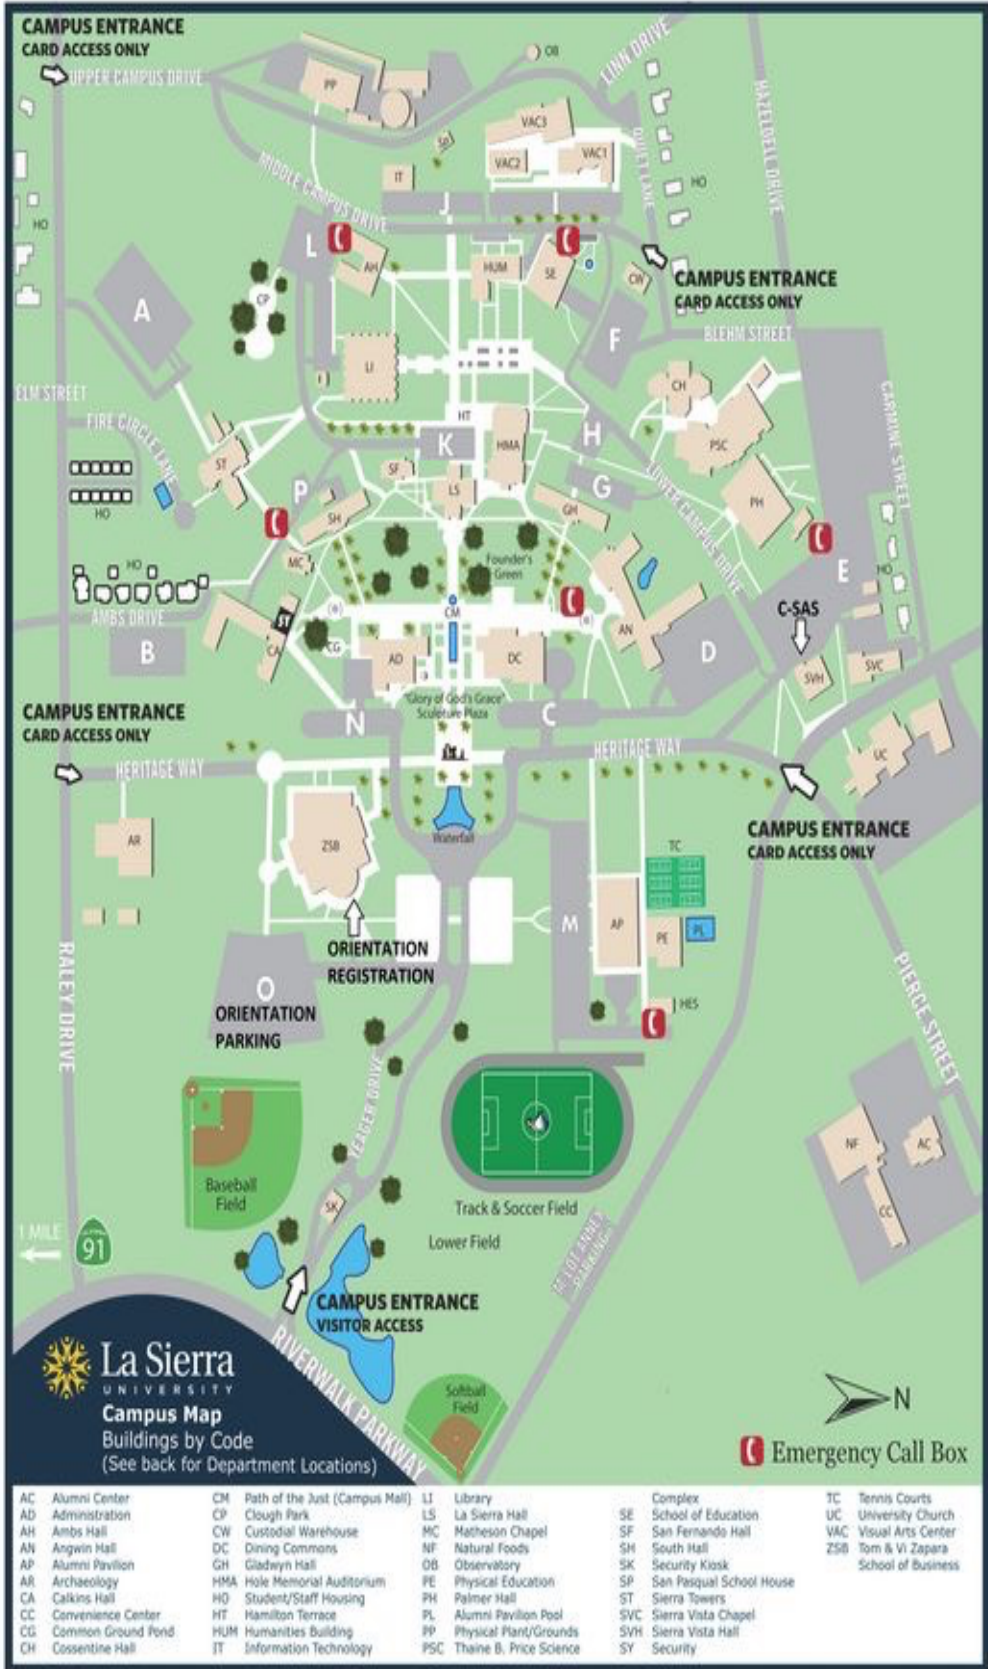 CAMPUS ENTRANCE
CARD ACCESS ONLY
UPPER CAMPUS DRIVE
OB
LINN DRIVE
HAZELDELL DRIVE
PP
VAC3
SP
VAC2
VAC1
QUIET LANE
IT
MIDDLE CAMPUS DRIVE
HO
J
I
HO
L
AH
HUM
SE
CW
CAMPUS ENTRANCE
CARD ACCESS ONLY
CP
A
F
BLEHM STREET
LI
CH
ELM STREET
CARMINE STREET
HT
FIRE CIRCLE LANE
K
HMA
H
PSC
ST
SF
LOWER CAMPUS DRIVE
P
LS
G
PH
HO
SH
GH
MC
Founder's
Green
E
HO
HO
C-SAS
CM
AMBS DRIVE
ST
B
CA
CG
AD
DC
AN
D
SVH
SVC
"Glory of God's Grace"
Sculpture Plaza
CAMPUS ENTRANCE
CARD ACCESS ONLY
N
C
HERITAGE WAY
HERITAGE WAY
UC
AR
ZSB
Waterfall
TC
CAMPUS ENTRANCE
CARD ACCESS ONLY
M
AP
PE
PL
ORIENTATION
REGISTRATION
RALEY DRIVE
O
ORIENTATION
PARKING
HES
PIERCE STREET
YEAGER DRIVE
NF
AC
CC
Baseball
Field
SK
Track & Soccer Field
Lower Field
PARKING
1 MILE
91
CAMPUS ENTRANCE
VISITOR ACCESS
RIVERWALK PARKWAY
La Sierra
UNIVERSITY
Campus Map
Buildings by Code
(See back for Department Locations)
Softball
Field
N
Emergency Call Box
AC Alumni Center
AD Administration
AH Ambs Hall
AN Angwin Hall
AP Alumni Pavilion
AR Archaeology
CA Calkins Hall
CC Convenience Center
CG Common Ground Pond
CH Cossentine Hall
CM Path of the Just (Campus Mall)
CP Clough Park
CW Custodial Warehouse
DC Dining Commons
GH Gladwyn Hall
HMA Hole Memorial Auditorium
HO Student/Staff Housing
HT Hamilton Terrace
HUM Humanities Building
IT Information Technology
LI Library
LS La Sierra Hall
MC Matheson Chapel
NF Natural Foods
OB Observatory
PE Physical Education
PH Palmer Hall
PL Alumni Pavilion Pool
PP Physical Plant/Grounds
PSC Thaine B. Price Science
Complex
SE School of Education
SF San Fernando Hall
SH South Hall
SK Security Kiosk
SP San Pasqual School House
ST Sierra Towers
SVC Sierra Vista Chapel
SVH Sierra Vista Hall
SY Security
TC Tennis Courts
UC University Church
VAC Visual Arts Center
ZSB Tom & Vi Zapara
School of Business